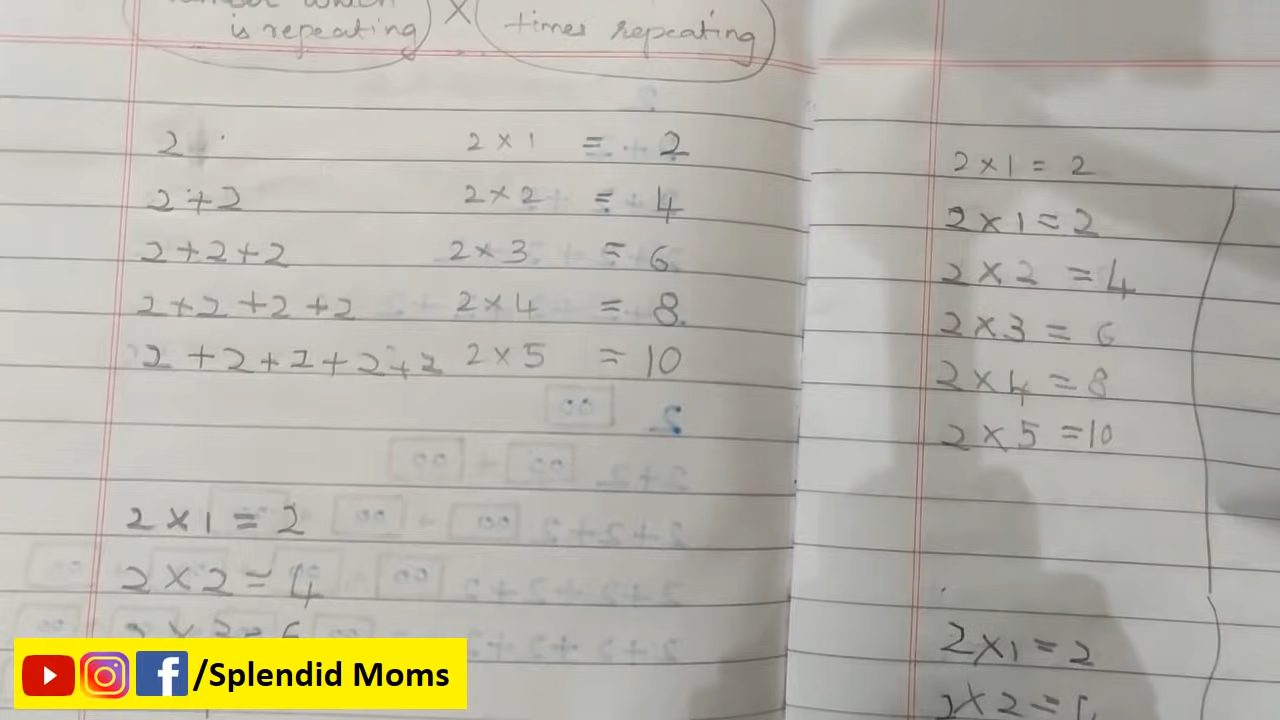 is repeating × times repeating
2 2 × 1 = 2
2 + 2 2 × 2 = 4
2 + 2 + 2 2 × 3 = 6
2 + 2 + 2 + 2 2 × 4 = 8
2 + 2 + 2 + 2 + 2 2 × 5 = 10
2 × 1 = 2
2 × 2 = 4
2 × 1 = 2
2 × 1 = 2
2 × 2 = 4
2 × 3 = 6
2 × 4 = 8
2 × 5 = 10
2 × 1 = 2
2 × 2 =
/Splendid Moms